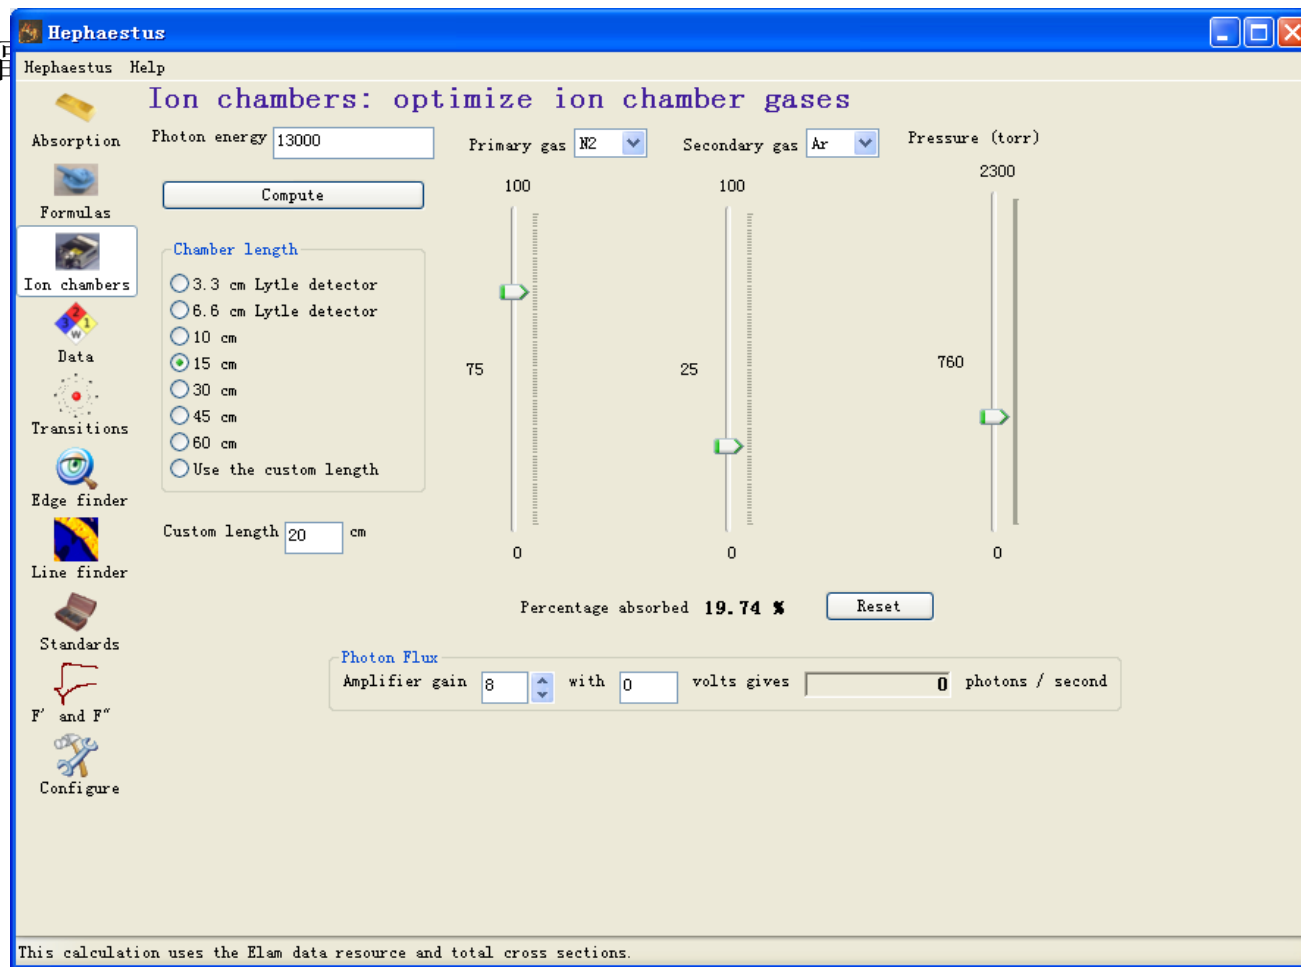 Hephaestus
Hephaestus Help
Ion chambers: optimize ion chamber gases
Absorption
Formulas
Ion chambers
Data
Transitions
Edge finder
Line finder
Standards
F' and F"
Configure
Photon energy 13000
Compute
Chamber length
3.3 cm Lytle detector
6.6 cm Lytle detector
10 cm
15 cm
30 cm
45 cm
60 cm
Use the custom length
Custom length 20 cm
Primary gas N2
100
75
0
Secondary gas Ar
100
25
0
Pressure (torr)
2300
760
0
Percentage absorbed 19.74 % Reset
Photon Flux
Amplifier gain 8 with 0 volts gives 0 photons / second
This calculation uses the Elam data resource and total cross sections.